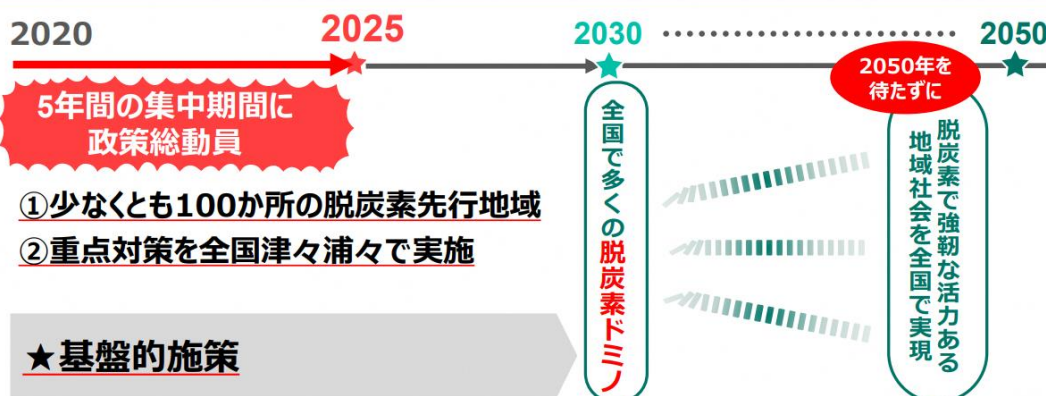 2020
2025
2030
2050
5年間の集中期間に
政策総動員
①少なくとも100か所の脱炭素先行地域
②重点対策を全国津々浦々で実施
★基盤的施策
全国で多くの脱炭素ドミノ
2050年を
待たずに
脱炭素で強靭な活力ある
地域社会を全国で実現